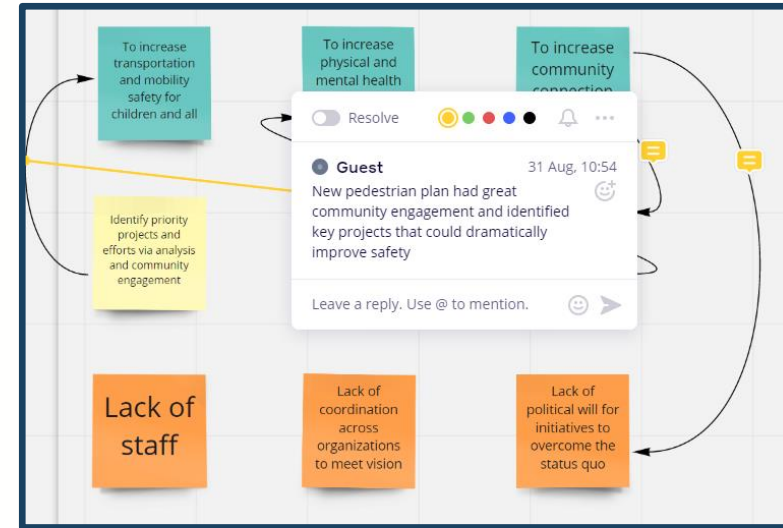 To increase
transportation
and mobility
safety for
children and all
To increase
physical and
mental health
To increase
community
connection
Resolve
Guest
31 Aug, 10:54
New pedestrian plan had great
community engagement and identified
key projects that could dramatically
improve safety
Leave a reply. Use @ to mention.
Identify priority
projects and
efforts via analysis
and community
engagement
Lack of
staff
Lack of
coordination
across
organizations
to meet vision
Lack of
political will for
initiatives to
overcome the
status quo